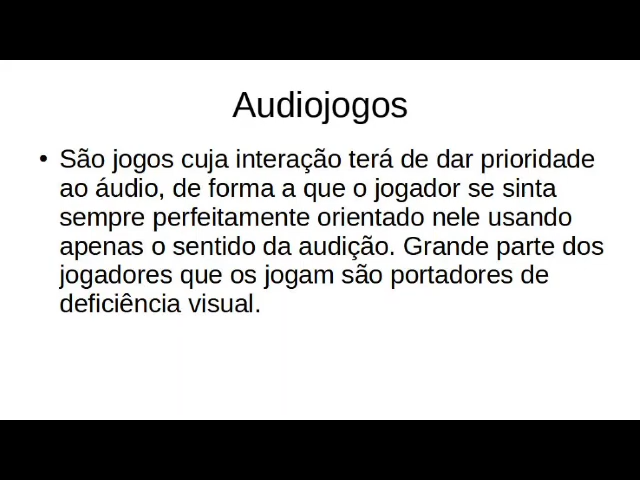 Audiojogos
• São jogos cuja interação terá de dar prioridade
ao áudio, de forma a que o jogador se sinta
sempre perfeitamente orientado nele usando
apenas o sentido da audição. Grande parte dos
jogadores que os jogam são portadores de
deficiência visual.